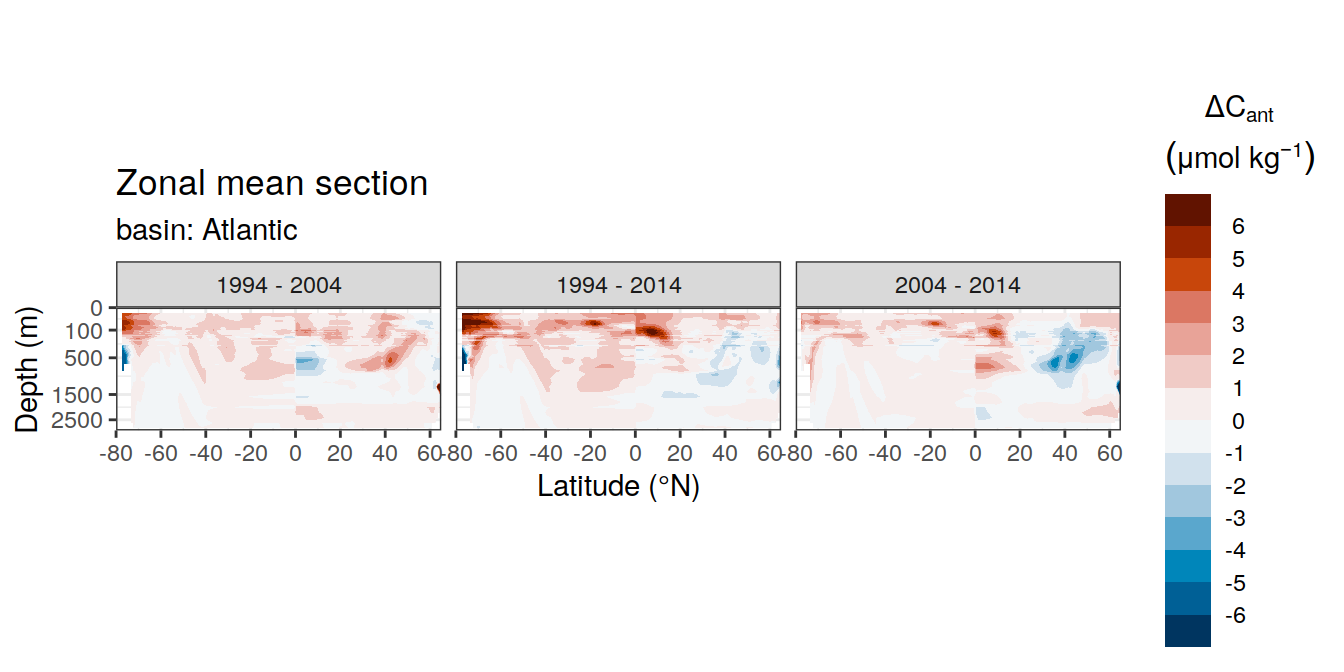 ΔCant
(μmol kg−1)
Zonal mean section
basin: Atlantic
1994 - 2004
1994 - 2014
2004 - 2014
Depth (m)
0
100
500
1500
2500
-80 -60 -40 -20 0 20 40 60
-80 -60 -40 -20 0 20 40 60
-80 -60 -40 -20 0 20 40 60
Latitude (°N)
6
5
4
3
2
1
0
-1
-2
-3
-4
-5
-6